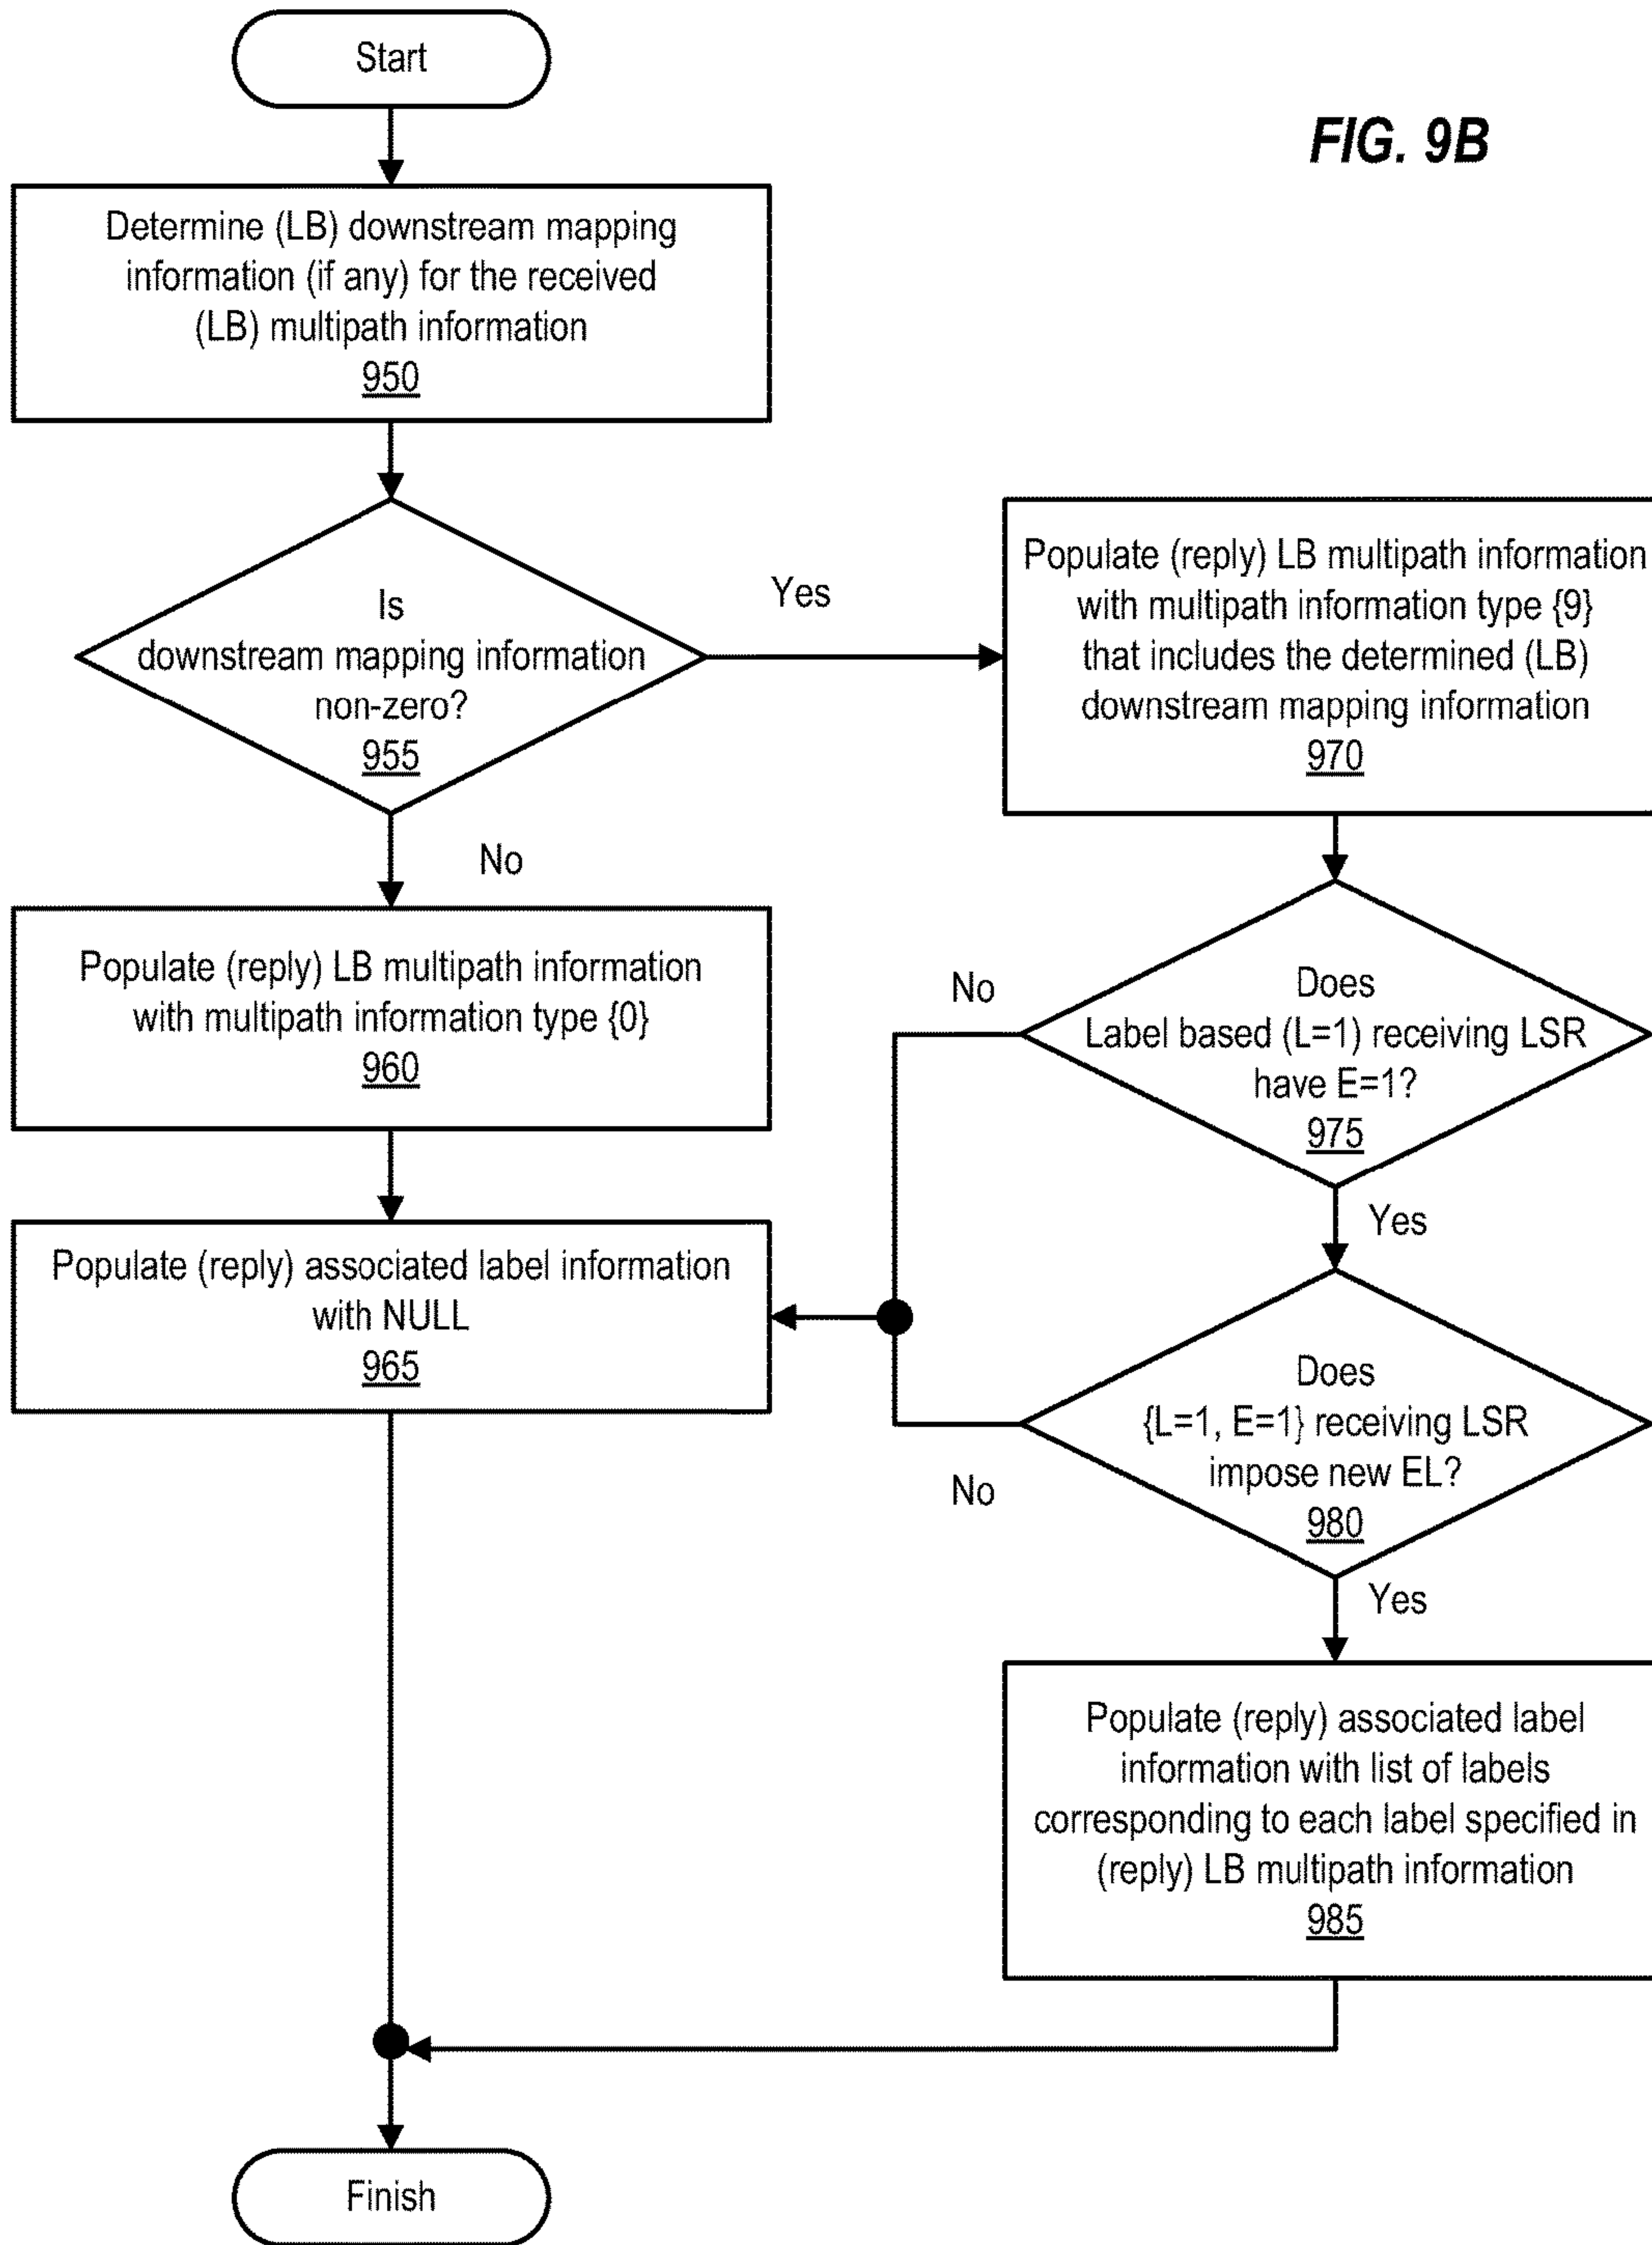 Start
FIG. 9B
Determine (LB) downstream mapping
information (if any) for the received
(LB) multipath information
950
Is
downstream mapping information
non-zero?
955
Yes
No
Populate (reply) LB multipath information
with multipath information type {9}
that includes the determined (LB)
downstream mapping information
970
Populate (reply) LB multipath information
with multipath information type {0}
960
Does
Label based (L=1) receiving LSR
have E=1?
975
No
Yes
Populate (reply) associated label information
with NULL
965
Does
{L=1, E=1} receiving LSR
impose new EL?
980
No
Yes
Populate (reply) associated label
information with list of labels
corresponding to each label specified in
(reply) LB multipath information
985
Finish